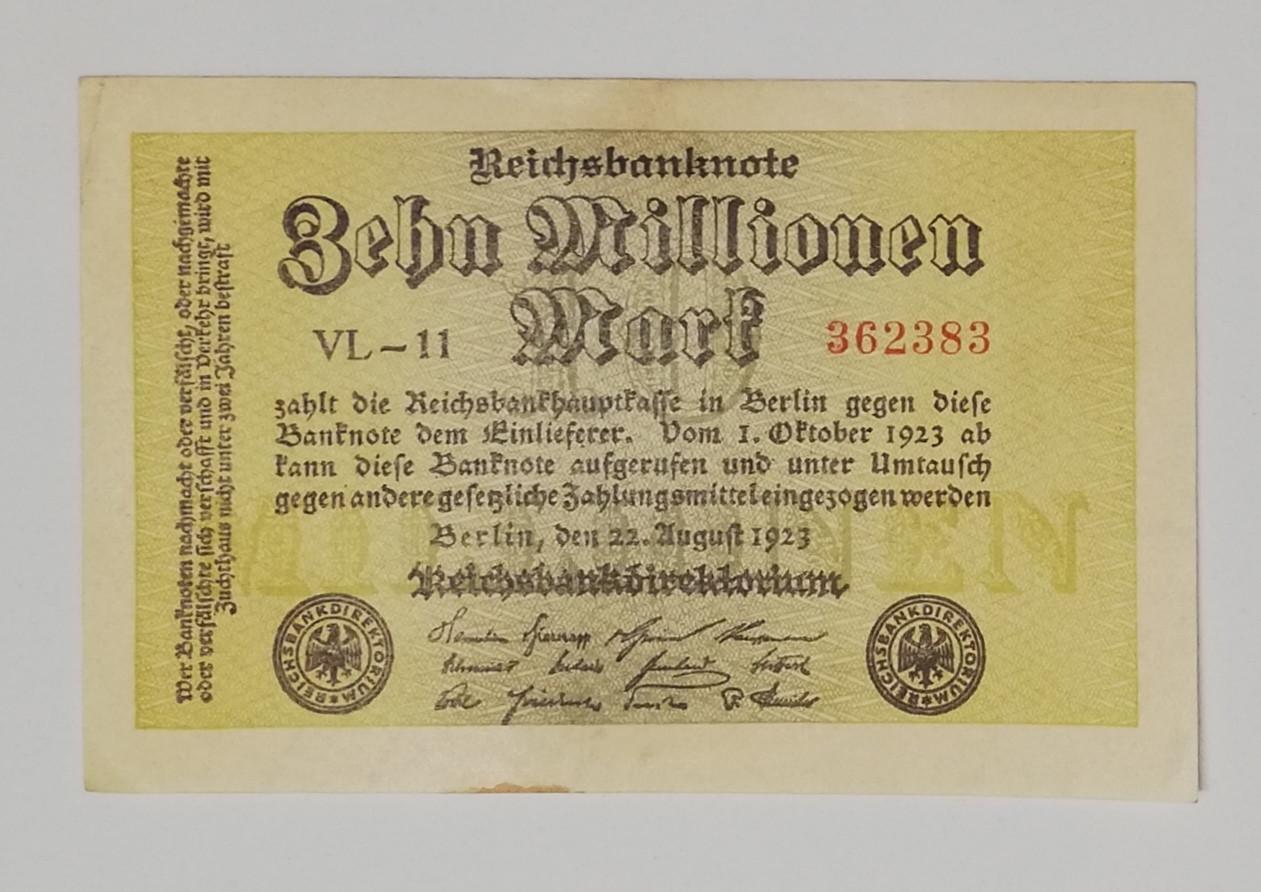 Reichsbanknote
Zehn Millionen
Mark
VL-11
362383
zahlt die Reichsbankhauptkasse in Berlin gegen diese
Banknote dem Einlieferer. Vom 1. Oktober 1923 ab
kann diese Banknote aufgerufen und unter Umtausch
gegen andere gesetzliche Zahlungsmittel eingezogen werden
Berlin, den 22. August 1923
Reichsbankdirektorium
REICHSBANKDIREKTORIUM
REICHSBANKDIREKTORIUM
Wer Banknoten nachmacht oder verfälscht, oder nachgemachte
oder verfälschte sich verschafft und in Verkehr bringt, wird mit
Zuchthaus nicht unter zwei Jahren bestraft
10
MILLIONEN